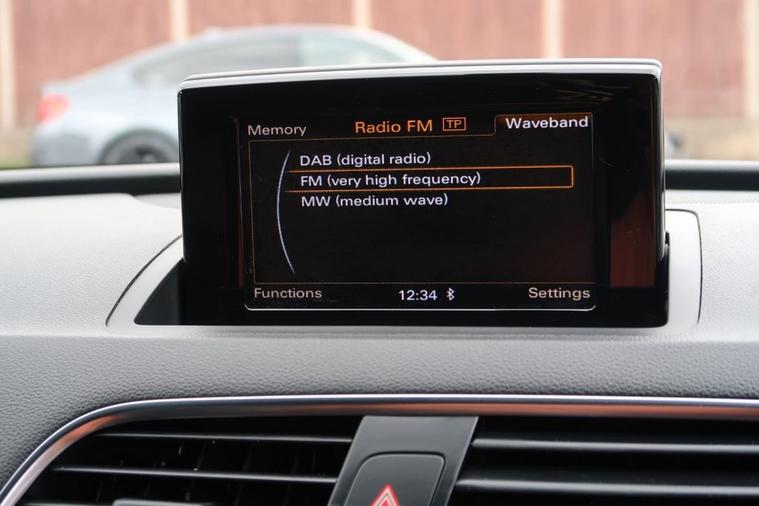 Memory Radio FM TP Waveband
DAB (digital radio)
FM (very high frequency)
MW (medium wave)
Functions 12:34 Settings